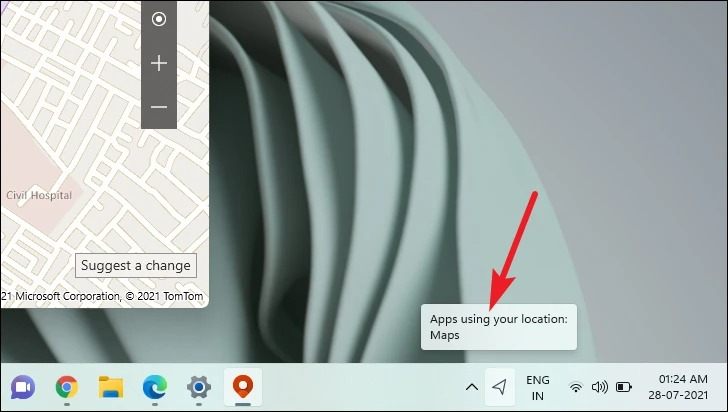 Civil Hospital
Suggest a change
21 Microsoft Corporation, © 2021 TomTom
Apps using your location:
Maps
ENG
IN
01:24 AM
28-07-2021